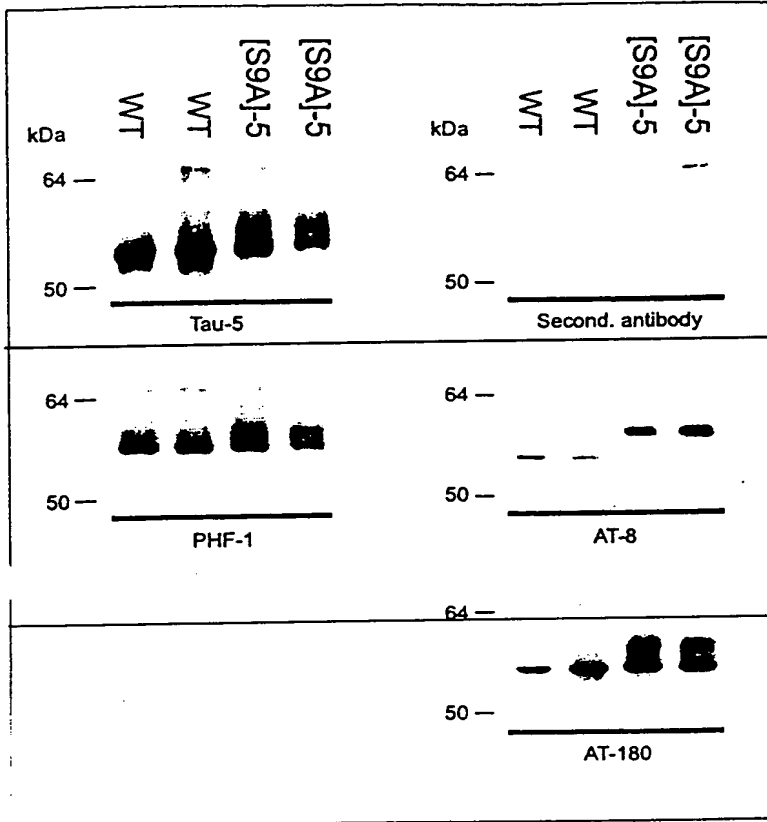 WT WT [S9A]-5 [S9A]-5
kDa
64
50
Tau-5
WT WT [S9A]-5 [S9A]-5
kDa
64
50
Second. antibody
64
50
PHF-1
64
50
AT-8
64
50
AT-180